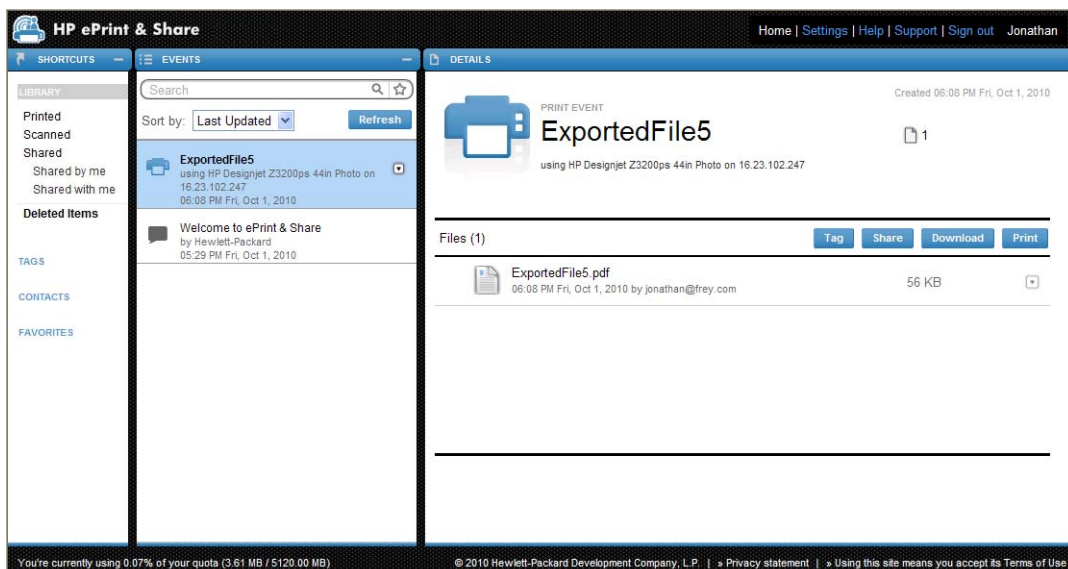 HP ePrint & Share
Home | Settings | Help | Support | Sign out Jonathan
SHORTCUTS
LIBRARY
Printed
Scanned
Shared
Shared by me
Shared with me
Deleted Items
TAGS
CONTACTS
FAVORITES
EVENTS
Search
Sort by: Last Updated Refresh
ExportedFile5
using HP Designjet Z3200ps 44in Photo on
16.23.102.247
06:08 PM Fri, Oct 1, 2010
Welcome to ePrint & Share
by Hewlett-Packard
05:29 PM Fri, Oct 1, 2010
DETAILS
Created 06:08 PM Fri, Oct 1, 2010
PRINT EVENT
ExportedFile5
1
using HP Designjet Z3200ps 44in Photo on 16.23.102.247
Files (1) Tag Share Download Print
ExportedFile5.pdf
56 KB
06:08 PM Fri, Oct 1, 2010 by jonathan@frey.com
You're currently using 0.07% of your quota (3.61 MB / 5120.00 MB)
© 2010 Hewlett-Packard Development Company, L.P. | » Privacy statement | » Using this site means you accept its Terms of Use